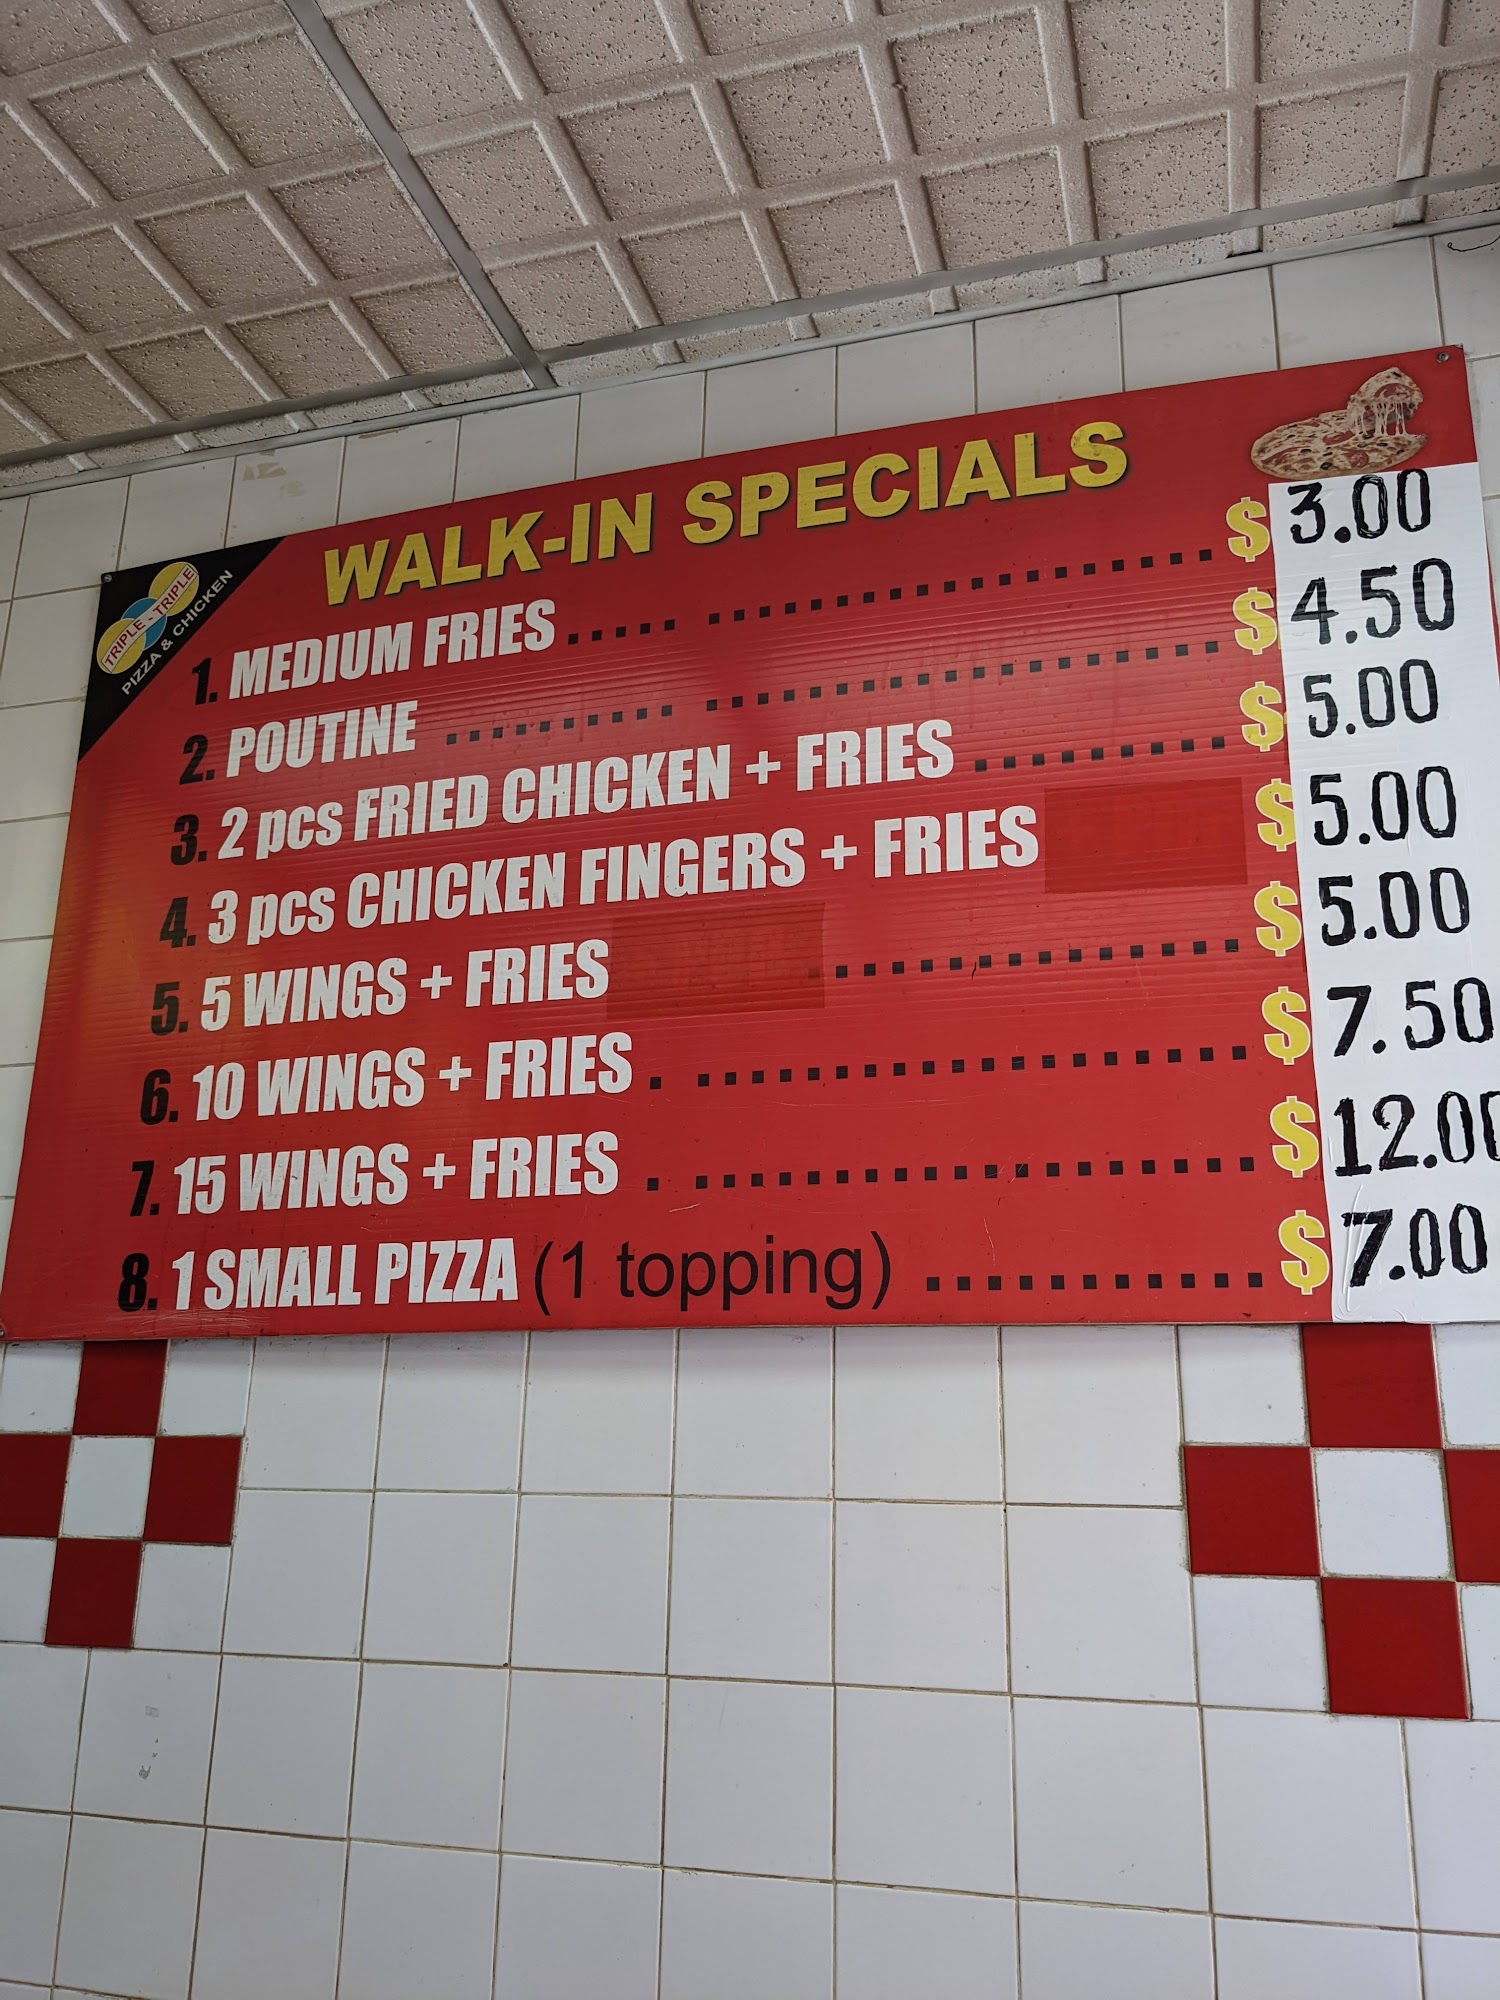 TRIPLE - TRIPLE
PIZZA & CHICKEN
WALK-IN SPECIALS
1. MEDIUM FRIES $ 3.00
2. POUTINE $ 4.50
3. 2 pcs FRIED CHICKEN + FRIES $ 5.00
4. 3 pcs CHICKEN FINGERS + FRIES $ 5.00
5. 5 WINGS + FRIES $ 5.00
6. 10 WINGS + FRIES $ 7.50
7. 15 WINGS + FRIES $ 12.00
8. 1 SMALL PIZZA (1 topping) $ 7.00